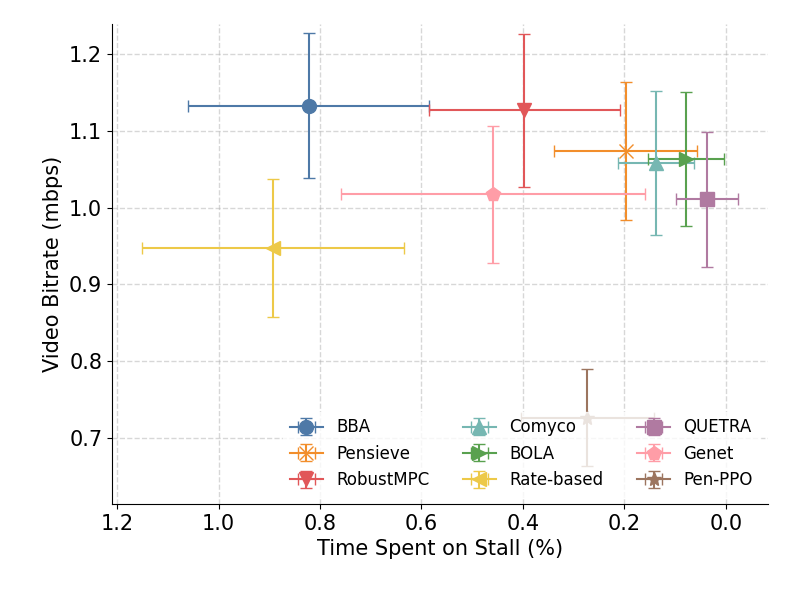 1.2
1.1
1.0
0.9
0.8
0.7
Video Bitrate (mbps)
BBA
Pensieve
RobustMPC
Comyco
BOLA
Rate-based
QUETRA
Genet
Pen-PPO
1.2 1.0 0.8 0.6 0.4 0.2 0.0
Time Spent on Stall (%)